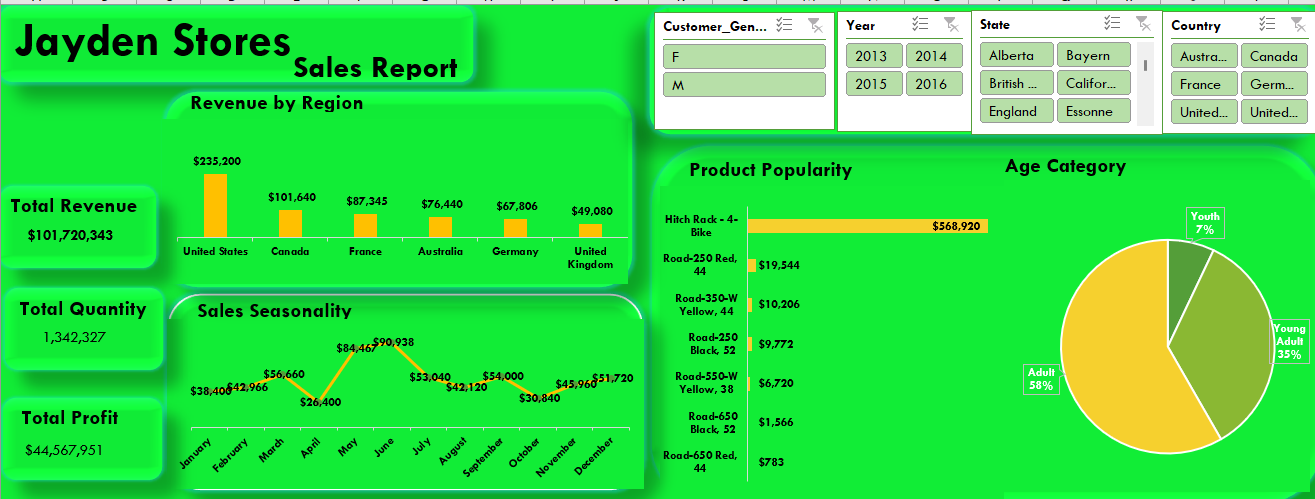 Jayden Stores
Sales Report
Customer_Gen...
F
M
Year
2013 2014
2015 2016
State
Alberta Bayern
British ... Califor...
England Essonne
Country
Austra... Canada
France Germ...
United... United...
Revenue by Region
$235,200
$101,640
$87,345
$76,440
$67,806
$49,080
United States
Canada
France
Australia
Germany
United
Kingdom
Total Revenue
$101,720,343
Total Quantity
1,342,327
Total Profit
$44,567,951
Sales Seasonality
$38,400
$42,966
$56,660
$26,400
$84,467
$90,938
$53,040
$42,120
$54,000
$30,840
$45,960
$51,720
January
February
March
April
May
June
July
August
September
October
November
December
Product Popularity
Hitch Rack - 4-
Bike
$568,920
Road-250 Red,
44
$19,544
Road-350-W
Yellow, 44
$10,206
Road-250
Black, 52
$9,772
Road-550-W
Yellow, 38
$6,720
Road-650
Black, 52
$1,566
Road-650 Red,
44
$783
Age Category
Youth
7%
Young
Adult
35%
Adult
58%